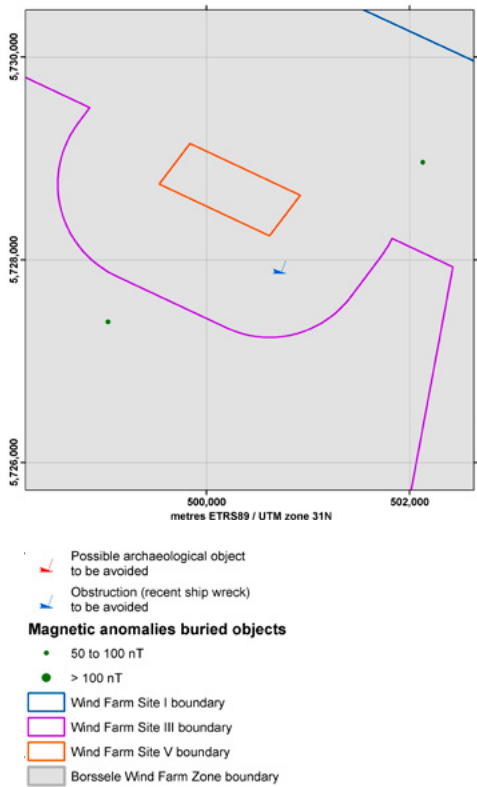 5,730,000
5,728,000
5,726,000
500,000
502,000
metres ETRS89 / UTM zone 31N
Possible archaeological object
to be avoided
Obstruction (recent ship wreck)
to be avoided
Magnetic anomalies buried objects
50 to 100 nT
> 100 nT
Wind Farm Site I boundary
Wind Farm Site III boundary
Wind Farm Site V boundary
Borssele Wind Farm Zone boundary